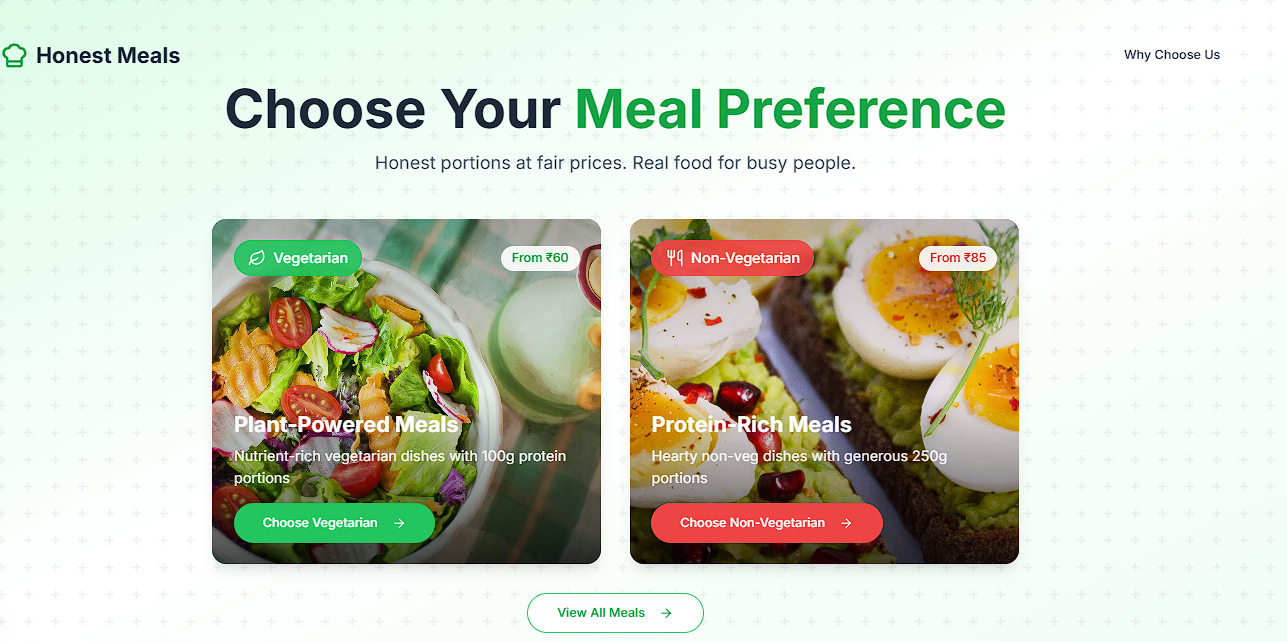 Honest Meals
Why Choose Us
Choose Your Meal Preference
Honest portions at fair prices. Real food for busy people.
Vegetarian
From ₹60
Plant-Powered Meals
Nutrient-rich vegetarian dishes with 100g protein
portions
Choose Vegetarian →
Non-Vegetarian
From ₹85
Protein-Rich Meals
Hearty non-veg dishes with generous 250g
portions
Choose Non-Vegetarian →
View All Meals →